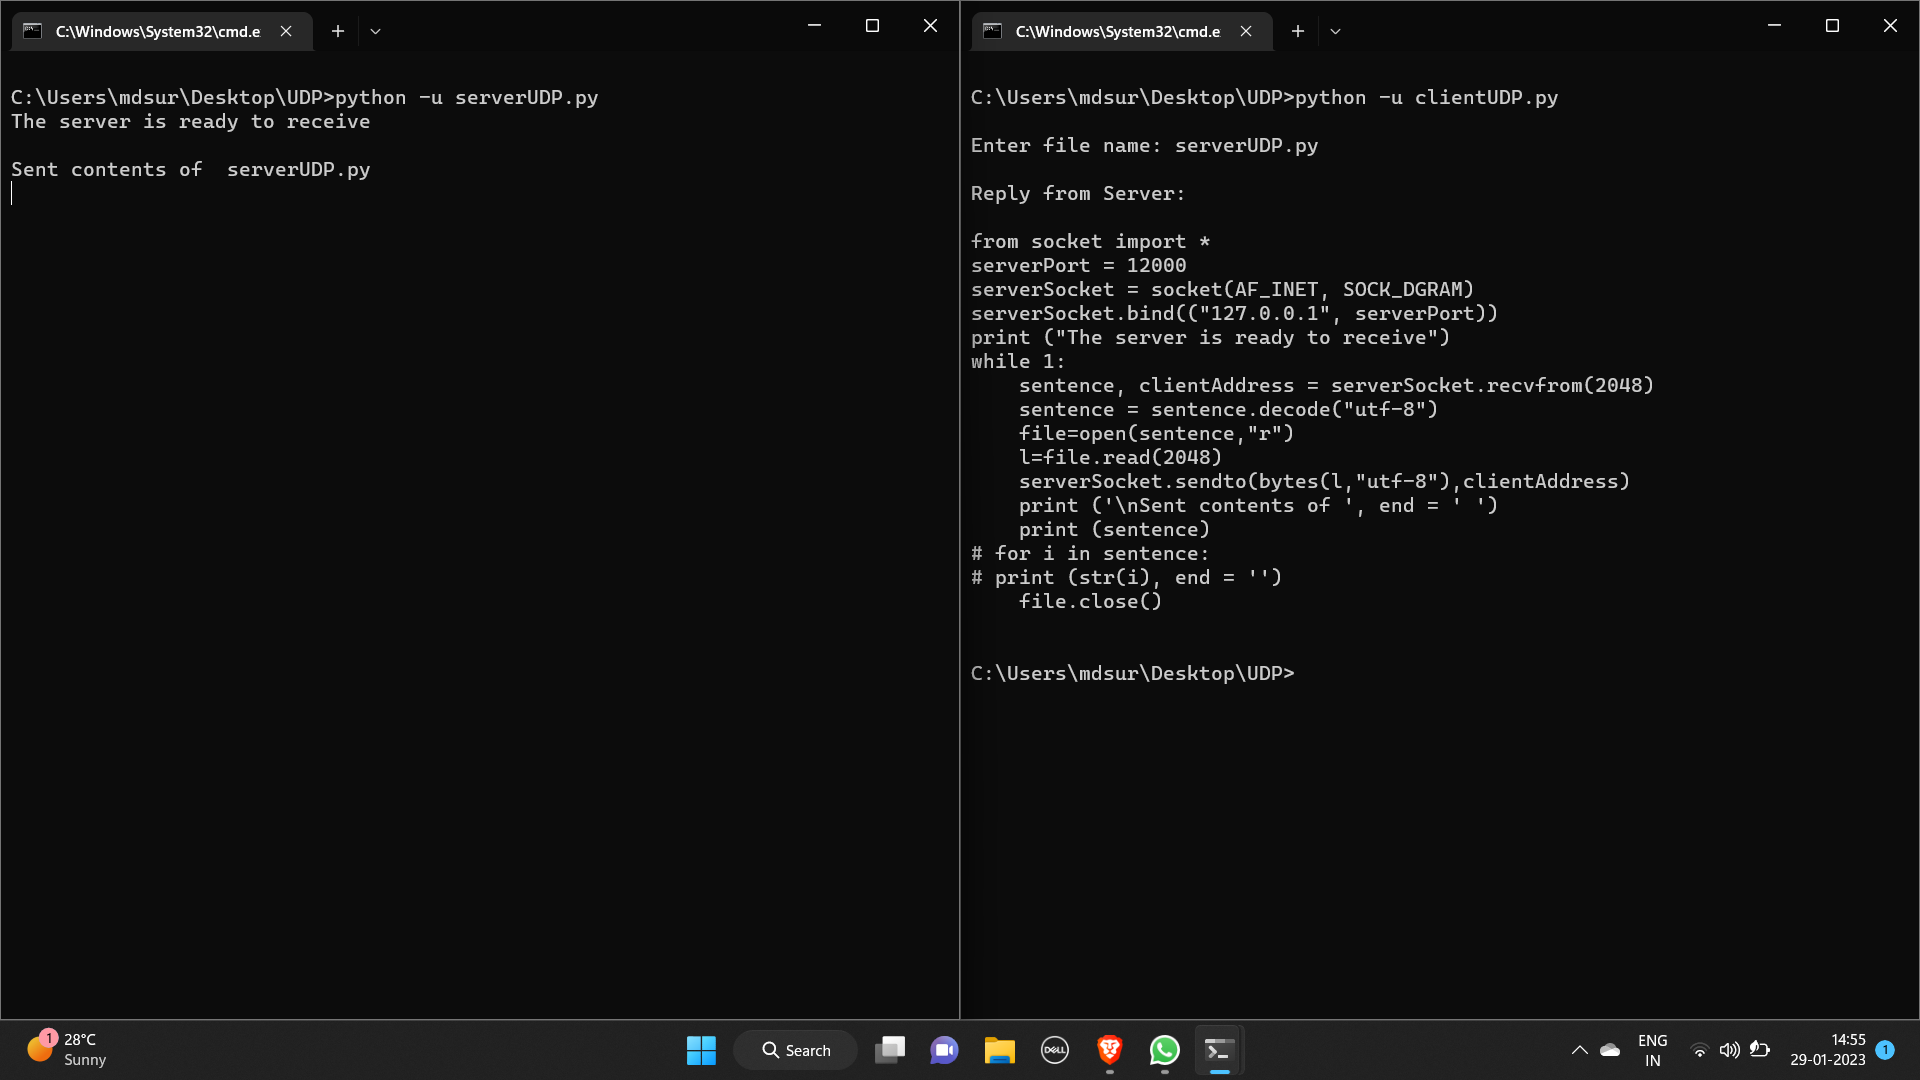 C:\Windows\System32\cmd.e
C:\Users\mdsur\Desktop\UDP>python -u serverUDP.py
The server is ready to receive
Sent contents of  serverUDP.py
C:\Windows\System32\cmd.e
C:\Users\mdsur\Desktop\UDP>python -u clientUDP.py
Enter file name: serverUDP.py
Reply from Server:
from socket import *
serverPort = 12000
serverSocket = socket(AF_INET, SOCK_DGRAM)
serverSocket.bind(("127.0.0.1", serverPort))
print ("The server is ready to receive")
while 1:
    sentence, clientAddress = serverSocket.recvfrom(2048)
    sentence = sentence.decode("utf-8")
    file=open(sentence,"r")
    l=file.read(2048)
    serverSocket.sendto(bytes(l,"utf-8"),clientAddress)
    print ('\nSent contents of ', end = ' ')
    print (sentence)
# for i in sentence:
# print (str(i), end = '')
    file.close()
C:\Users\mdsur\Desktop\UDP>
1
28°C
Sunny
Search
DELL
ENG
IN
14:55
29-01-2023
1